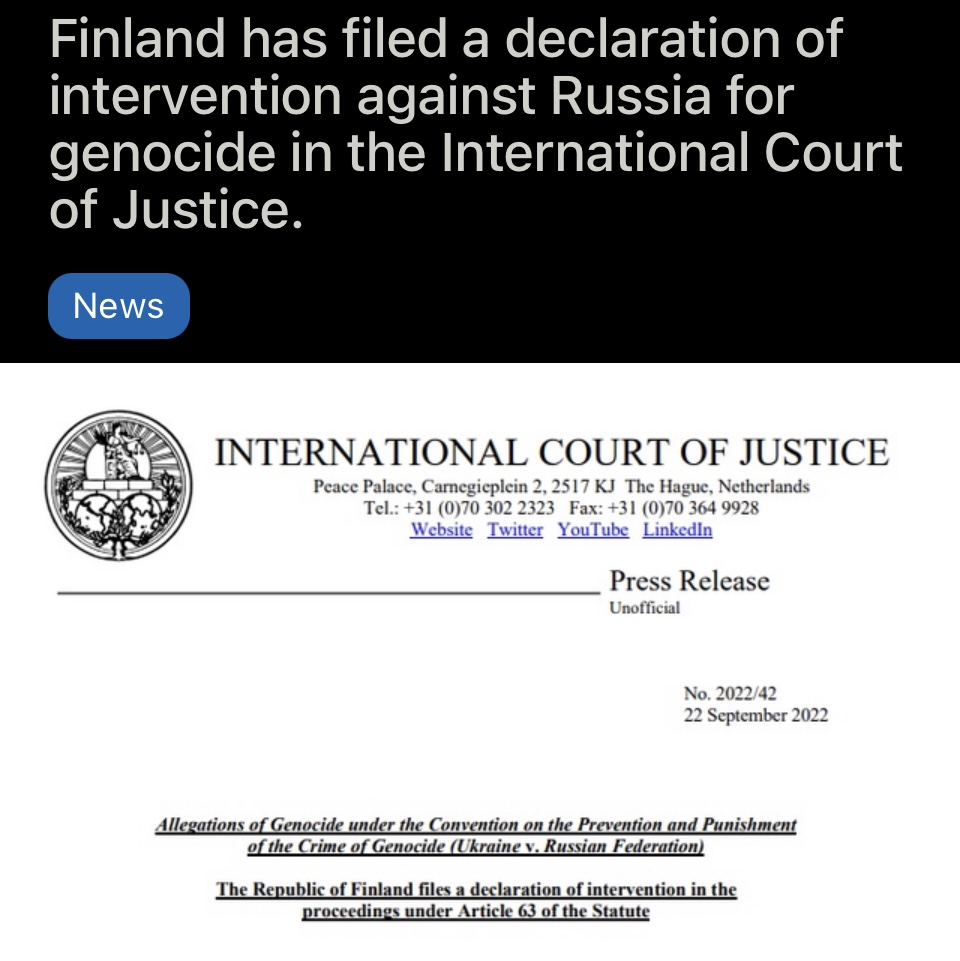 Finland has filed a declaration of
intervention against Russia for
genocide in the International Court
of Justice.
News
INTERNATIONAL COURT OF JUSTICE
Peace Palace, Carnegieplein 2, 2517 KJ The Hague, Netherlands
Tel.: +31 (0)70 302 2323 Fax: +31 (0)70 364 9928
Website Twitter YouTube LinkedIn
Press Release
Unofficial
No. 2022/42
22 September 2022
Allegations of Genocide under the Convention on the Prevention and Punishment
of the Crime of Genocide (Ukraine v. Russian Federation)
The Republic of Finland files a declaration of intervention in the
proceedings under Article 63 of the Statute